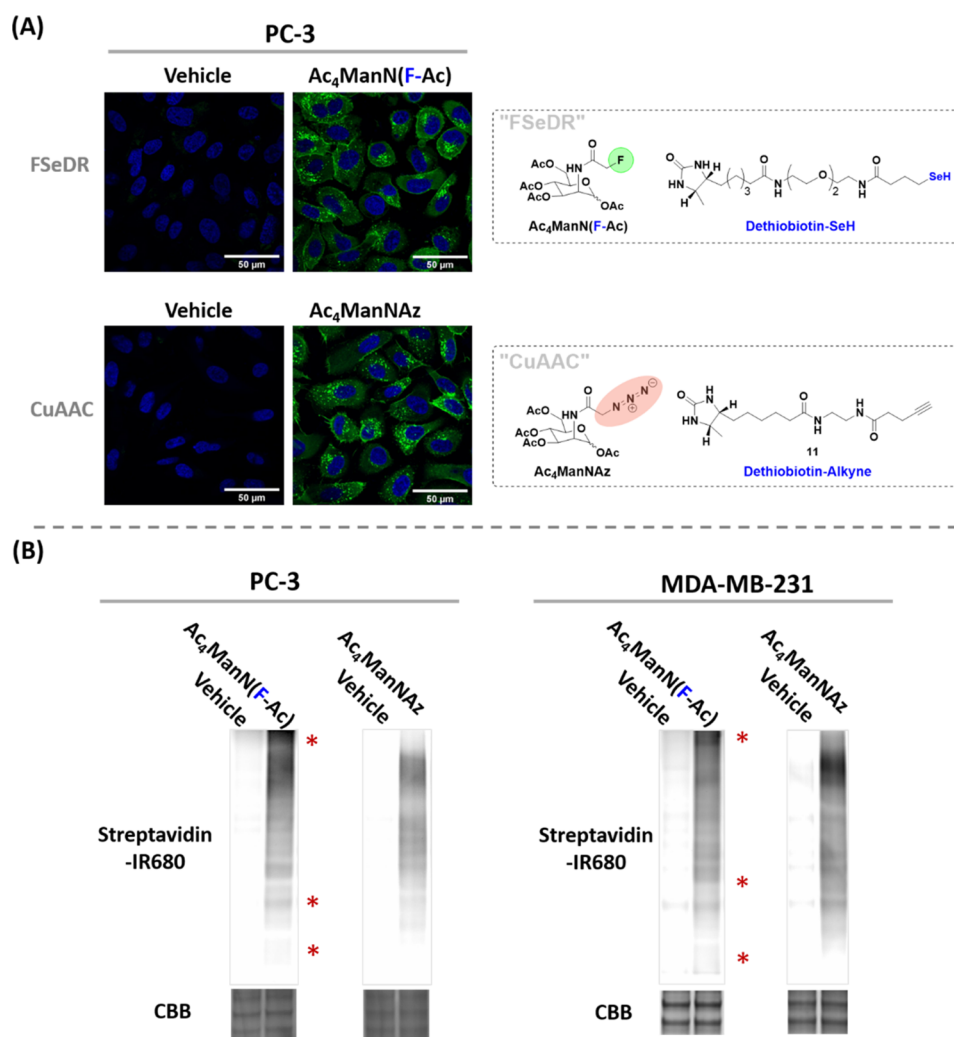 (A)
PC-3
Vehicle
Ac₄ManN(F-Ac)
FSeDR
50 μm
50 μm
"FSeDR"
O
F
AcO HN
AcO
AcO
O
OAc
Ac₄ManN(F-Ac)
O
HN
NH
H
H
3
O
N
H
O
2
H
N
O
SeH
Dethiobiotin-SeH
Vehicle
Ac₄ManNAz
CuAAC
50 μm
50 μm
"CuAAC"
O
N=N=N
⊕
⊖
AcO HN
AcO
AcO
O
OAc
Ac₄ManNAz
O
HN
NH
H
H
O
N
H
H
N
O
11
Dethiobiotin-Alkyne
(B)
PC-3
MDA-MB-231
Ac₄ManN(F-Ac)
Vehicle
Ac₄ManNAz
Vehicle
Ac₄ManN(F-Ac)
Vehicle
Ac₄ManNAz
Vehicle
*
*
*
*
*
*
Streptavidin
-IR680
Streptavidin
-IR680
CBB
CBB